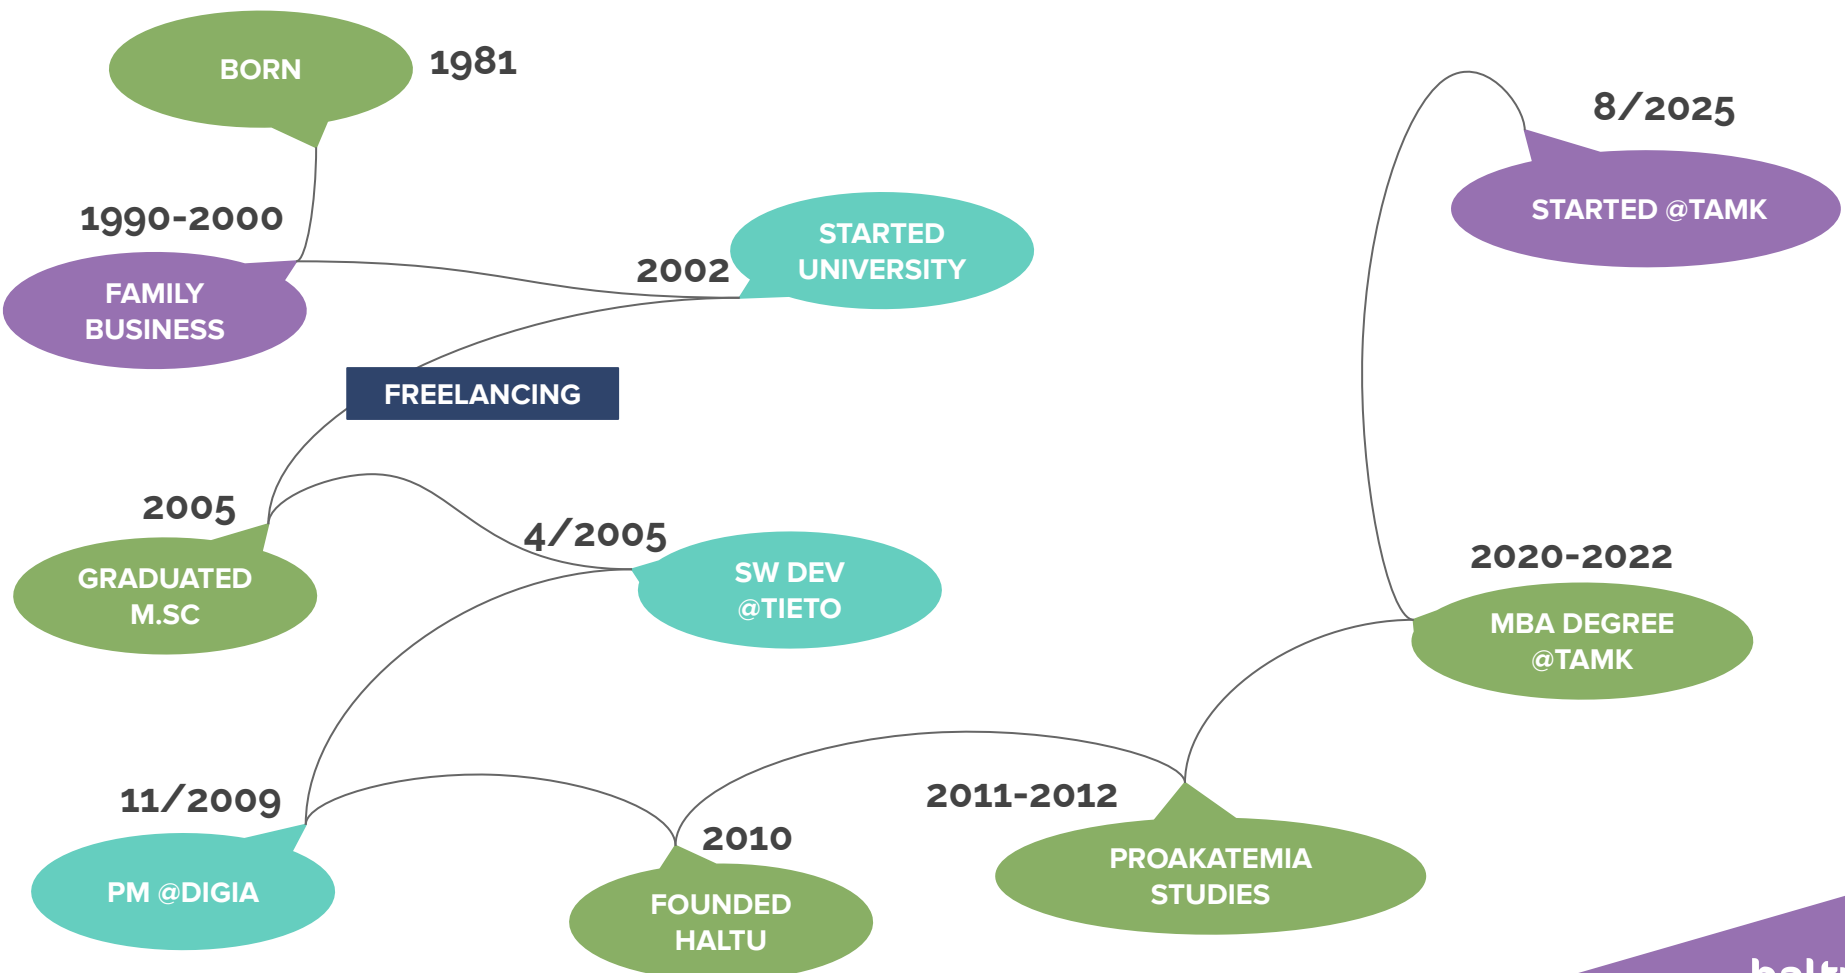 BORN
1981
1990-2000
FAMILY
BUSINESS
2002
STARTED
UNIVERSITY
FREELANCING
2005
GRADUATED
M.SC
4/2005
SW DEV
@TIETO
11/2009
PM @DIGIA
2010
FOUNDED
HALTU
2011-2012
PROAKATEMIA
STUDIES
2020-2022
MBA DEGREE
@TAMK
8/2025
STARTED @TAMK